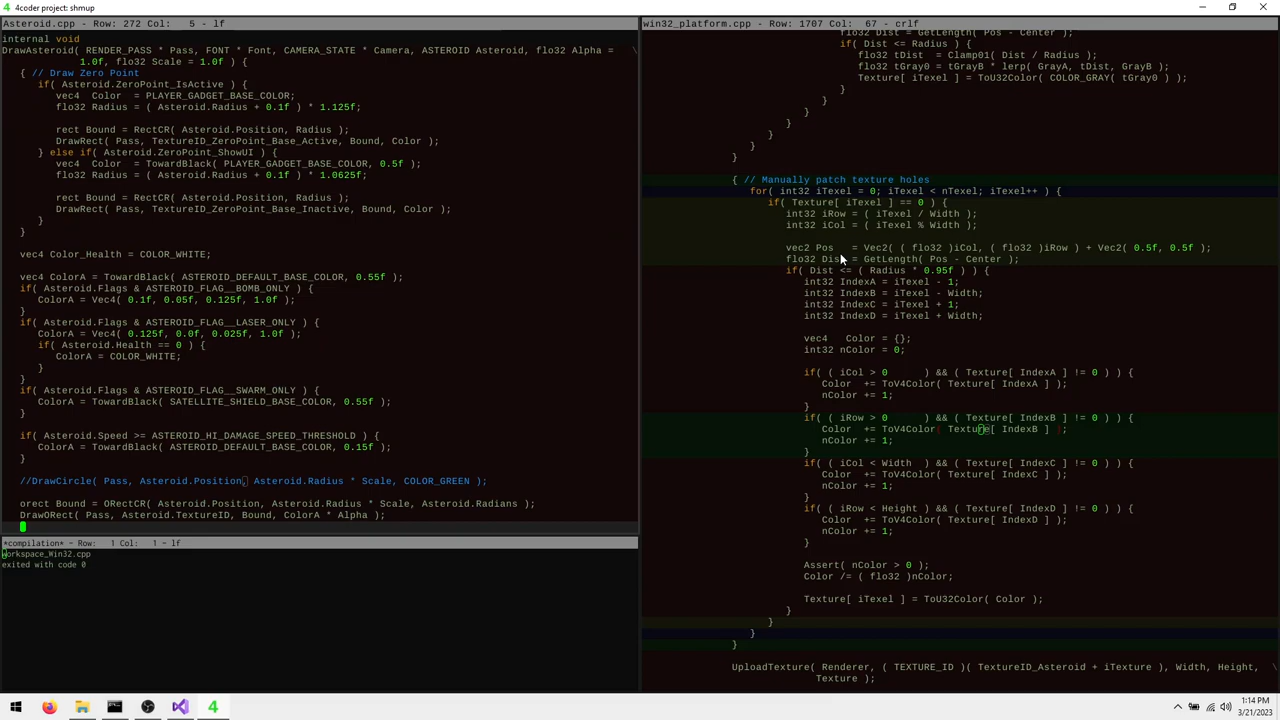 4coder project: shmup
Asteroid.cpp - Row: 272 Col:   5 - lf
internal void
DrawAsteroid( RENDER_PASS * Pass, FONT * Font, CAMERA_STATE * Camera, ASTEROID Asteroid, flo32 Alpha =   \
1.0f, flo32 Scale = 1.0f ) {
{ // Draw Zero Point
if( Asteroid.ZeroPoint_IsActive ) {
vec4  Color  = PLAYER_GADGET_BASE_COLOR;
flo32 Radius = ( Asteroid.Radius + 0.1f ) * 1.125f;
rect Bound = RectCR( Asteroid.Position, Radius );
DrawRect( Pass, TextureID_ZeroPoint_Base_Active, Bound, Color );
} else if( Asteroid.ZeroPoint_ShowUI ) {
vec4  Color  = TowardBlack( PLAYER_GADGET_BASE_COLOR, 0.5f );
flo32 Radius = ( Asteroid.Radius + 0.1f ) * 1.0625f;
rect Bound = RectCR( Asteroid.Position, Radius );
DrawRect( Pass, TextureID_ZeroPoint_Base_Inactive, Bound, Color );
}
}
vec4 Color_Health = COLOR_WHITE;
vec4 ColorA = TowardBlack( ASTEROID_DEFAULT_BASE_COLOR, 0.55f );
if( Asteroid.Flags & ASTEROID_FLAG__BOMB_ONLY ) {
ColorA = Vec4( 0.1f, 0.05f, 0.125f, 1.0f );
}
if( Asteroid.Flags & ASTEROID_FLAG__LASER_ONLY ) {
ColorA = Vec4( 0.125f, 0.0f, 0.025f, 1.0f );
if( Asteroid.Health == 0 ) {
ColorA = COLOR_WHITE;
}
}
if( Asteroid.Flags & ASTEROID_FLAG__SWARM_ONLY ) {
ColorA = TowardBlack( SATELLITE_SHIELD_BASE_COLOR, 0.55f );
}
if( Asteroid.Speed >= ASTEROID_HI_DAMAGE_SPEED_THRESHOLD ) {
ColorA = TowardBlack( ASTEROID_DEFAULT_BASE_COLOR, 0.15f );
}
//DrawCircle( Pass, Asteroid.Position, Asteroid.Radius * Scale, COLOR_GREEN );
orect Bound = ORectCR( Asteroid.Position, Asteroid.Radius * Scale, Asteroid.Radians );
DrawORect( Pass, Asteroid.TextureID, Bound, ColorA * Alpha );
*compilation* - Row:   1 Col:   1 - lf
workspace_Win32.cpp
exited with code 0
win32_platform.cpp - Row: 1707 Col:  67 - crlf
flo32 Dist = GetLength( Pos - Center );
if( Dist <= Radius ) {
flo32 tDist = Clamp01( Dist / Radius );
flo32 tGray0 = tGray0 * lerp( GrayA, tDist, GrayB );
Texture[ iTexel ] = ToU32Color( COLOR_GRAY( tGray0 ) );
}
}
}
}
}
}
{ // Manually patch texture holes
for( int32 iTexel = 0; iTexel < nTexel; iTexel++ ) {
if( Texture[ iTexel ] == 0 ) {
int32 iRow = ( iTexel / Width );
int32 iCol = ( iTexel % Width );
vec2 Pos   = Vec2( ( flo32 )iCol, ( flo32 )iRow ) + Vec2( 0.5f, 0.5f );
flo32 Dist = GetLength( Pos - Center );
if( Dist <= ( Radius * 0.95f ) ) {
int32 IndexA = iTexel - 1;
int32 IndexB = iTexel - Width;
int32 IndexC = iTexel + 1;
int32 IndexD = iTexel + Width;
vec4   Color = {};
int32 nColor = 0;
if( ( iCol > 0      ) && ( Texture[ IndexA ] != 0 ) ) {
Color  += ToV4Color( Texture[ IndexA ] );
nColor += 1;
}
if( ( iRow > 0      ) && ( Texture[ IndexB ] != 0 ) ) {
Color  += ToV4Color( Texture[ IndexB ] );
nColor += 1;
}
if( ( iCol < Width  ) && ( Texture[ IndexC ] != 0 ) ) {
Color  += ToV4Color( Texture[ IndexC ] );
nColor += 1;
}
if( ( iRow < Height ) && ( Texture[ IndexD ] != 0 ) ) {
Color  += ToV4Color( Texture[ IndexD ] );
nColor += 1;
}
Assert( nColor > 0 );
Color /= ( flo32 )nColor;
Texture[ iTexel ] = ToU32Color( Color );
}
}
}
}
UploadTexture( Renderer, ( TEXTURE_ID )( TextureID_Asteroid + iTexture ), Width, Height,   \
Texture );
1:14 PM
3/21/2023